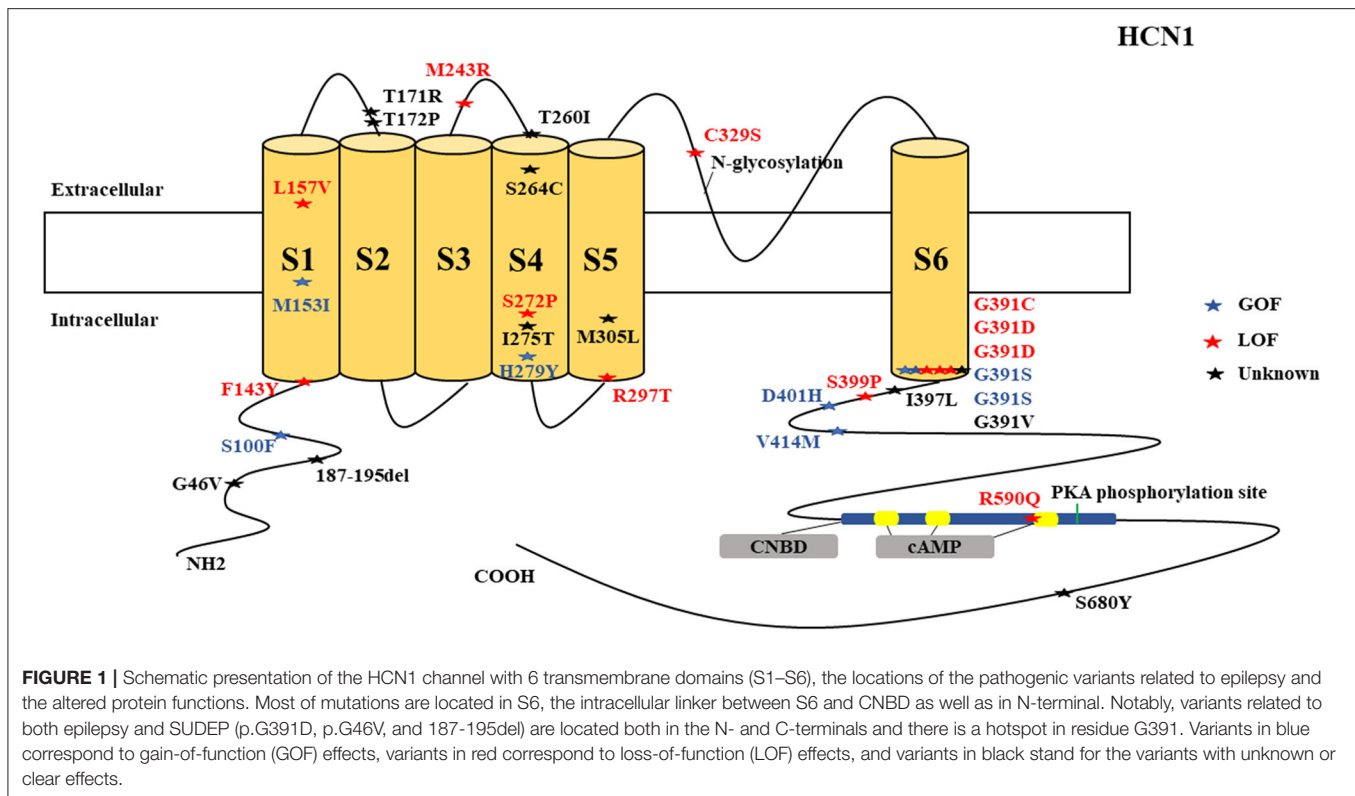 HCN1
M243R
T171R
T172P
T260I
C329S
N-glycosylation
L157V
S264C
Extracellular
S1
S2
S3
S4
S5
S6
M153I
S272P
I275T
M305L
H279Y
Intracellular
G391C
G391D
G391D
G391S
G391S
G391V
GOF
LOF
Unknown
F143Y
R297T
S399P
I397L
D401H
V414M
S100F
187-195del
G46V
NH2
R590Q
PKA phosphorylation site
CNBD
cAMP
COOH
S680Y
FIGURE 1 | Schematic presentation of the HCN1 channel with 6 transmembrane domains (S1–S6), the locations of the pathogenic variants related to epilepsy and
the altered protein functions. Most of mutations are located in S6, the intracellular linker between S6 and CNBD as well as in N-terminal. Notably, variants related to
both epilepsy and SUDEP (p.G391D, p.G46V, and 187-195del) are located both in the N- and C-terminals and there is a hotspot in residue G391. Variants in blue
correspond to gain-of-function (GOF) effects, variants in red correspond to loss-of-function (LOF) effects, and variants in black stand for the variants with unknown or
clear effects.